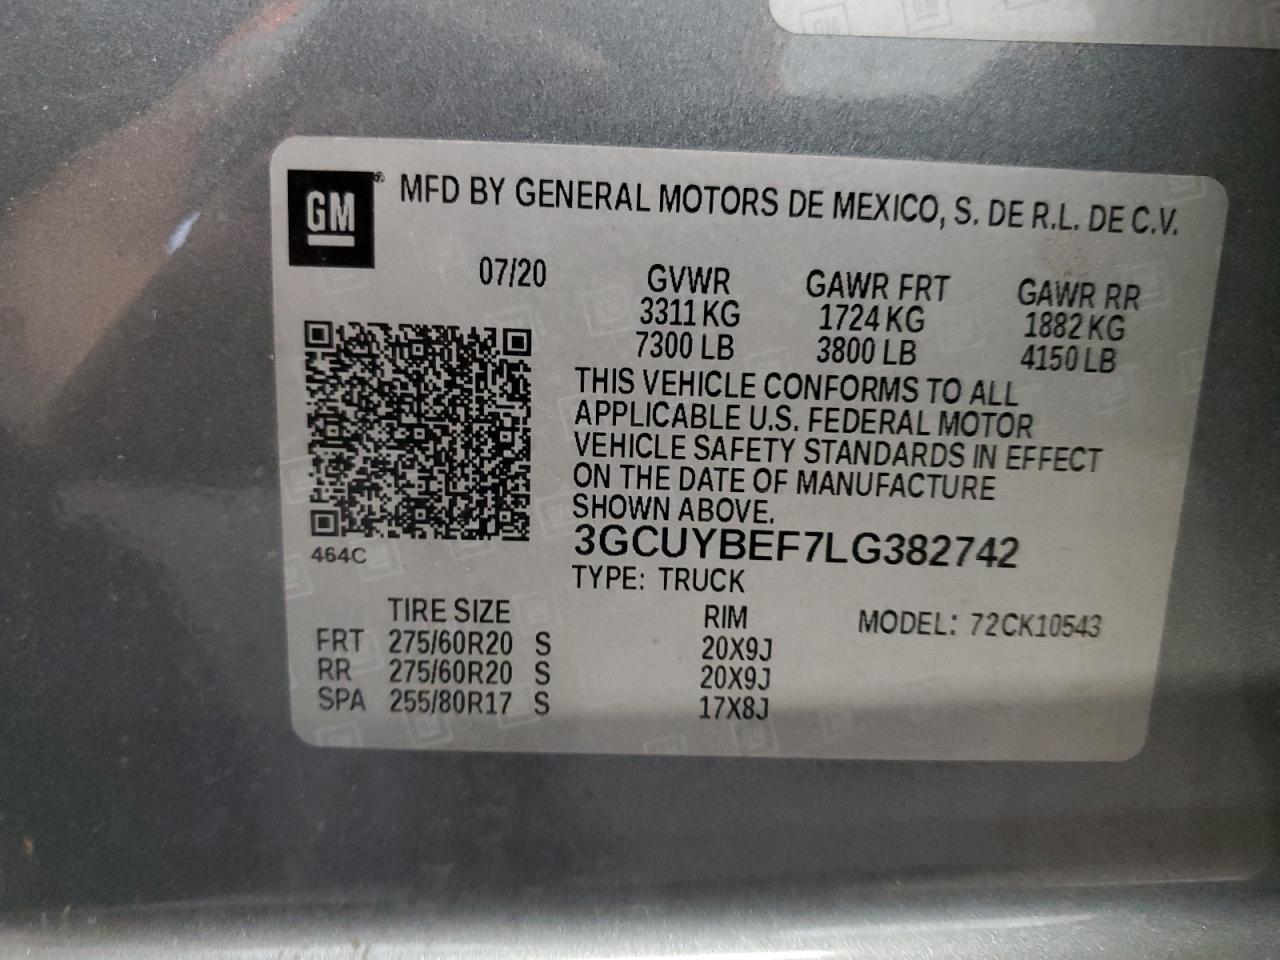 GM ® MFD BY GENERAL MOTORS DE MEXICO, S. DE R.L. DE C.V.
07/20 GVWR GAWR FRT GAWR RR
3311 KG 1724 KG 1882 KG
7300 LB 3800 LB 4150 LB
THIS VEHICLE CONFORMS TO ALL
APPLICABLE U.S. FEDERAL MOTOR
VEHICLE SAFETY STANDARDS IN EFFECT
ON THE DATE OF MANUFACTURE
SHOWN ABOVE.
464C 3GCUYBEF7LG382742
TYPE: TRUCK
TIRE SIZE RIM MODEL: 72CK10543
FRT 275/60R20 S 20X9J
RR 275/60R20 S 20X9J
SPA 255/80R17 S 17X8J